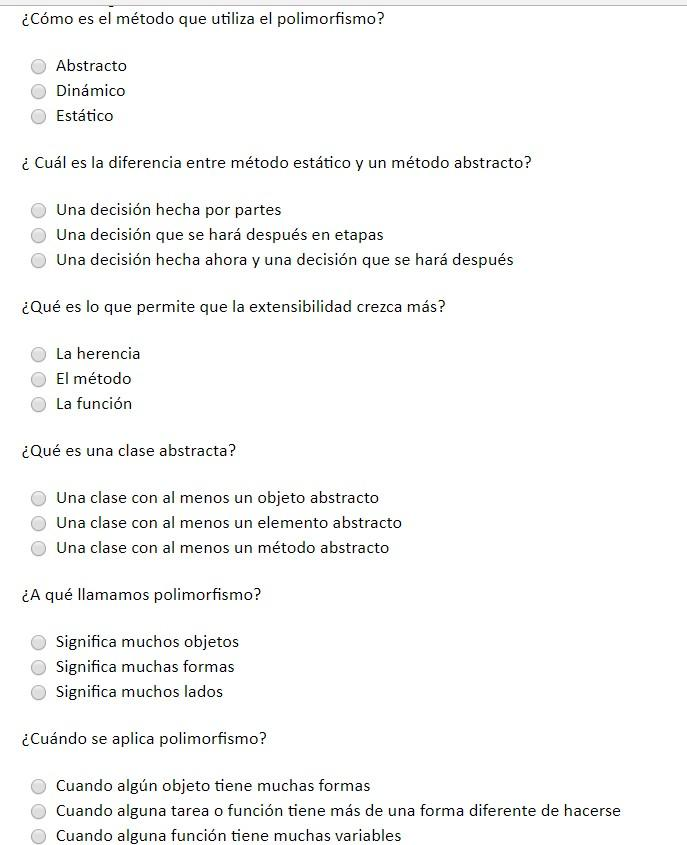 ¿Cómo es el método que utiliza el polimorfismo?
Abstracto
Dinámico
Estático
¿ Cuál es la diferencia entre método estático y un método abstracto?
Una decisión hecha por partes
Una decisión que se hará después en etapas
Una decisión hecha ahora y una decisión que se hará después
¿Qué es lo que permite que la extensibilidad crezca más?
La herencia
El método
La función
¿Qué es una clase abstracta?
Una clase con al menos un objeto abstracto
Una clase con al menos un elemento abstracto
Una clase con al menos un método abstracto
¿A qué llamamos polimorfismo?
Significa muchos objetos
Significa muchas formas
Significa muchos lados
¿Cuándo se aplica polimorfismo?
Cuando algún objeto tiene muchas formas
Cuando alguna tarea o función tiene más de una forma diferente de hacerse
Cuando alguna función tiene muchas variables